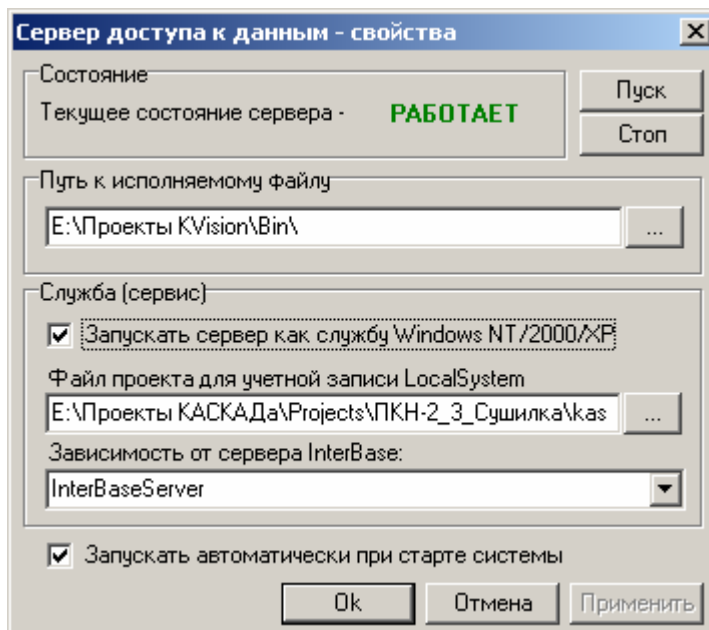 Сервер доступа к данным - свойства
Состояние
Текущее состояние сервера - РАБОТАЕТ
Пуск
Стоп
Путь к исполняемому файлу
E:\Проекты KVision\Bin\
...
Служба (сервис)
Запускать сервер как службу Windows NT/2000/XP
Файл проекта для учетной записи LocalSystem
E:\Проекты КАСКАДа\Projects\ПКН-2_3_Сушилка\kas
...
Зависимость от сервера InterBase:
InterBaseServer
Запускать автоматически при старте системы
Ok Отмена Применить